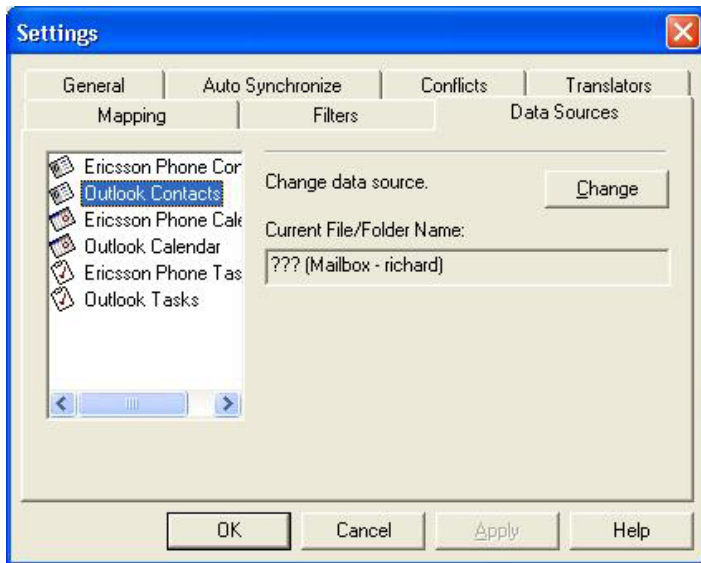 Settings
General
Auto Synchronize
Conflicts
Translators
Mapping
Filters
Data Sources
Ericsson Phone Cor
Outlook Contacts
Ericsson Phone Cale
Outlook Calendar
Ericsson Phone Tas
Outlook Tasks
Change data source.
Change
Current File/Folder Name:
??? (Mailbox - richard)
OK
Cancel
Apply
Help